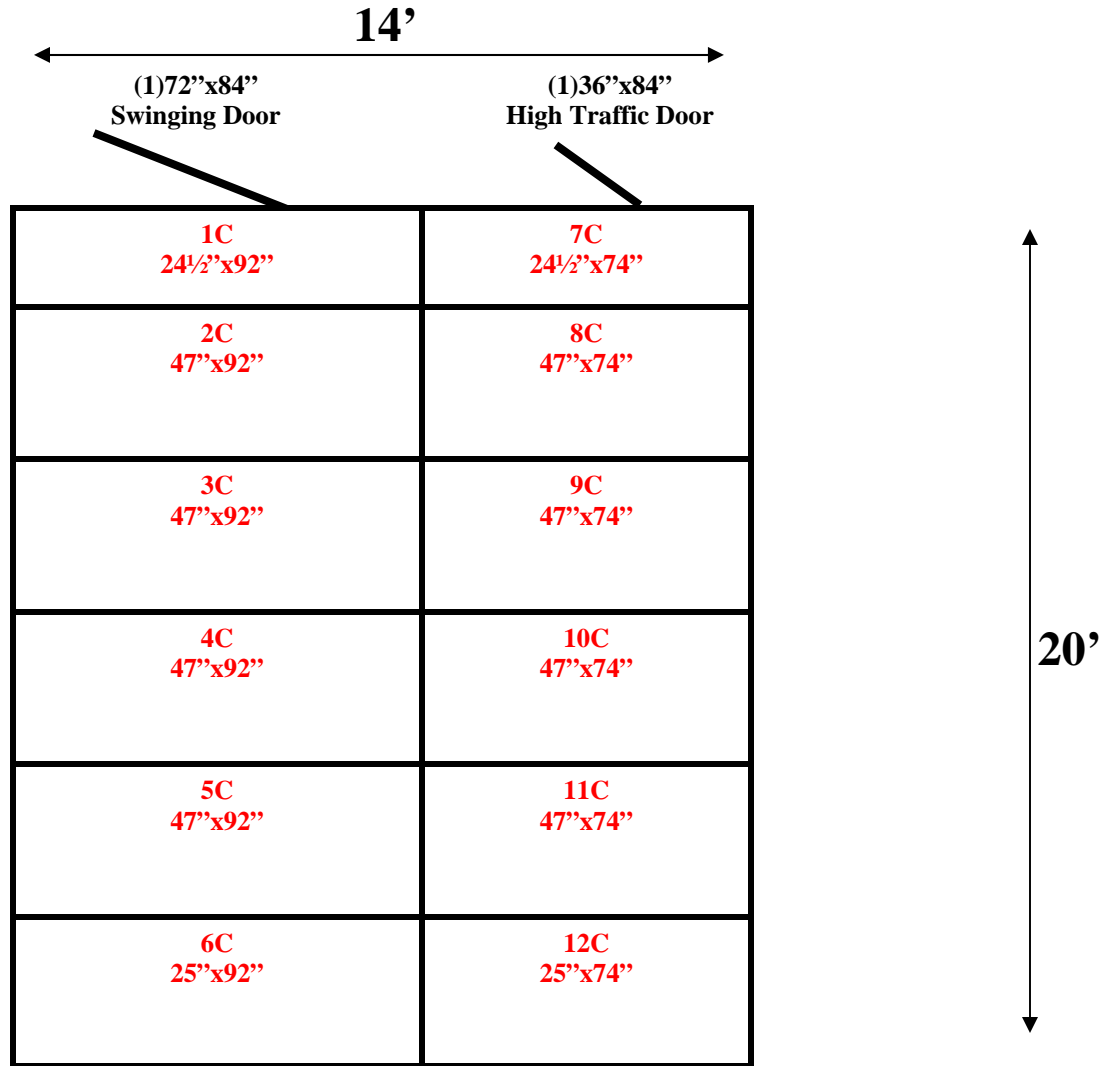 14’
(1)72”x84”
Swinging Door
(1)36”x84”
High Traffic Door
1C
24½”x92”
7C
24½”x74”
2C
47”x92”
8C
47”x74”
3C
47”x92”
9C
47”x74”
4C
47”x92”
10C
47”x74”
20’
5C
47”x92”
11C
47”x74”
6C
25”x92”
12C
25”x74”